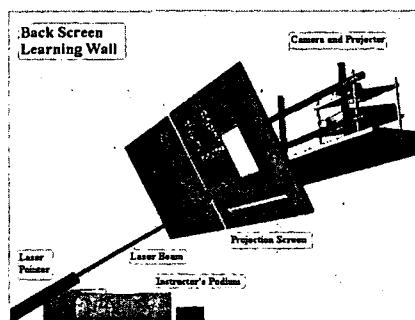 Back Screen
Learning Wall
Camera and Projector
Projection Screen
Laser
Pointer
Laser Beam
Instructor's Podium